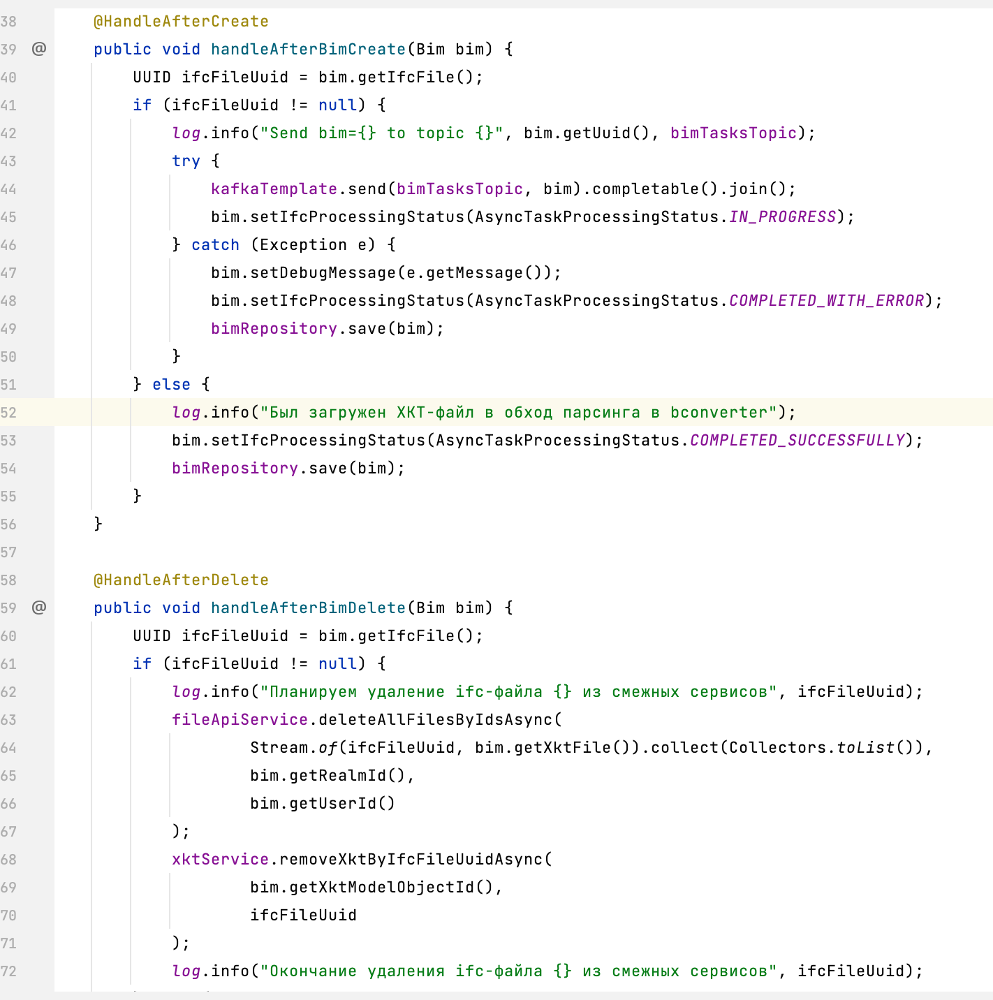 38 @HandleAfterCreate
39 @ public void handleAfterBimCreate(Bim bim) {
40 UUID ifcFileUuid = bim.getIfcFile();
41 if (ifcFileUuid != null) {
42 log.info("Send bim={} to topic {}", bim.getUuid(), bimTasksTopic);
43 try {
44 kafkaTemplate.send(bimTasksTopic, bim).completable().join();
45 bim.setIfcProcessingStatus(AsyncTaskProcessingStatus.IN_PROGRESS);
46 } catch (Exception e) {
47 bim.setDebugMessage(e.getMessage());
48 bim.setIfcProcessingStatus(AsyncTaskProcessingStatus.COMPLETED_WITH_ERROR);
49 bimRepository.save(bim);
50 }
51 } else {
52 log.info("Был загружен ХКТ-файл в обход парсинга в bconverter");
53 bim.setIfcProcessingStatus(AsyncTaskProcessingStatus.COMPLETED_SUCCESSFULLY);
54 bimRepository.save(bim);
55 }
56 }
57
58 @HandleAfterDelete
59 @ public void handleAfterBimDelete(Bim bim) {
60 UUID ifcFileUuid = bim.getIfcFile();
61 if (ifcFileUuid != null) {
62 log.info("Планируем удаление ifc-файла {} из смежных сервисов", ifcFileUuid);
63 fileApiService.deleteAllFilesByIdsAsync(
64 Stream.of(ifcFileUuid, bim.getXktFile()).collect(Collectors.toList()),
65 bim.getRealmId(),
66 bim.getUserId()
67 );
68 xktService.removeXktByIfcFileUuidAsync(
69 bim.getXktModelObjectId(),
70 ifcFileUuid
71 );
72 log.info("Окончание удаления ifc-файла {} из смежных сервисов", ifcFileUuid);